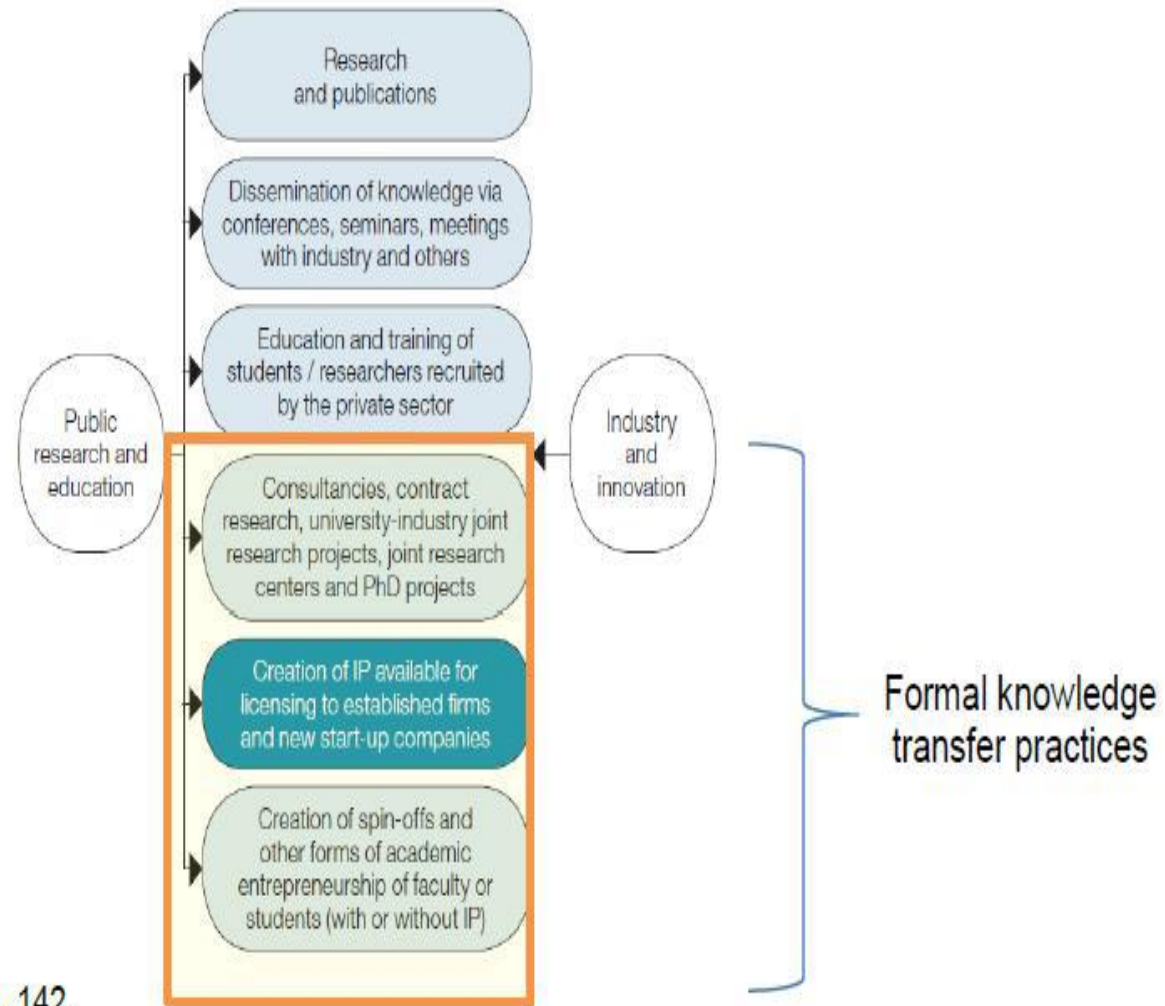 Research
and publications
Dissemination of knowledge via
conferences, seminars, meetings
with industry and others
Education and training of
students / researchers recruited
by the private sector
Public
research and
education
Industry
and
innovation
Consultancies, contract
research, university-industry joint
research projects, joint research
centers and PhD projects
Creation of IP available for
licensing to established firms
and new start-up companies
Formal knowledge
transfer practices
Creation of spin-offs and
other forms of academic
entrepreneurship of faculty or
students (with or without IP)
142